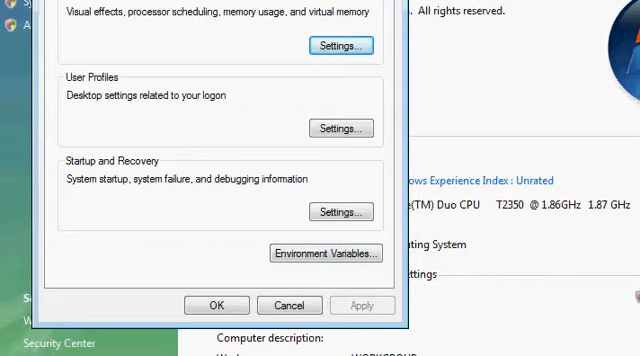 Visual effects, processor scheduling, memory usage, and virtual memory
Settings...
User Profiles
Desktop settings related to your logon
Settings...
Startup and Recovery
System startup, system failure, and debugging information
Settings...
Environment Variables...
OK
Cancel
Apply
Security Center
. All rights reserved.
ows Experience Index : Unrated
e(TM) Duo CPU T2350 @ 1.86GHz 1.87 GHz
ating System
ettings
Computer description:
WORKGROUP